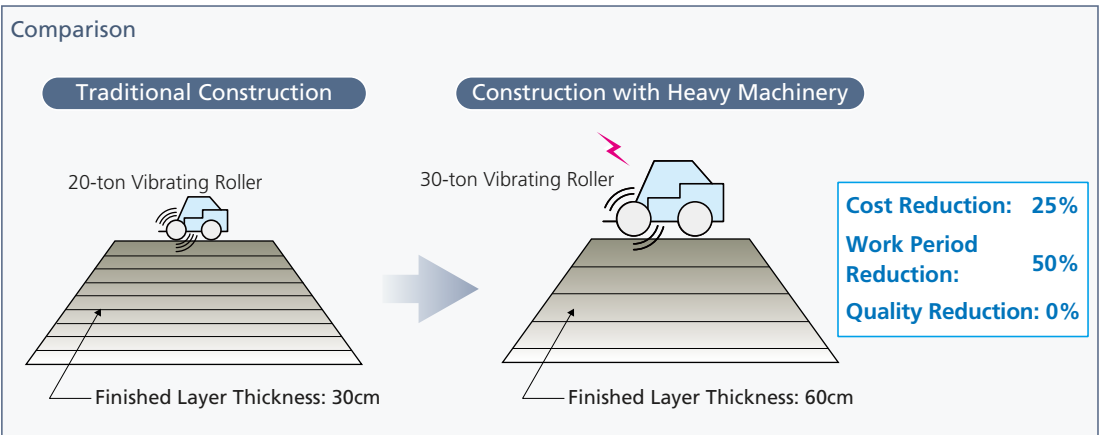 Comparison
Traditional Construction
Construction with Heavy Machinery
20-ton Vibrating Roller
30-ton Vibrating Roller
Cost Reduction: 25%
Work Period
Reduction: 50%
Quality Reduction: 0%
Finished Layer Thickness: 30cm
Finished Layer Thickness: 60cm